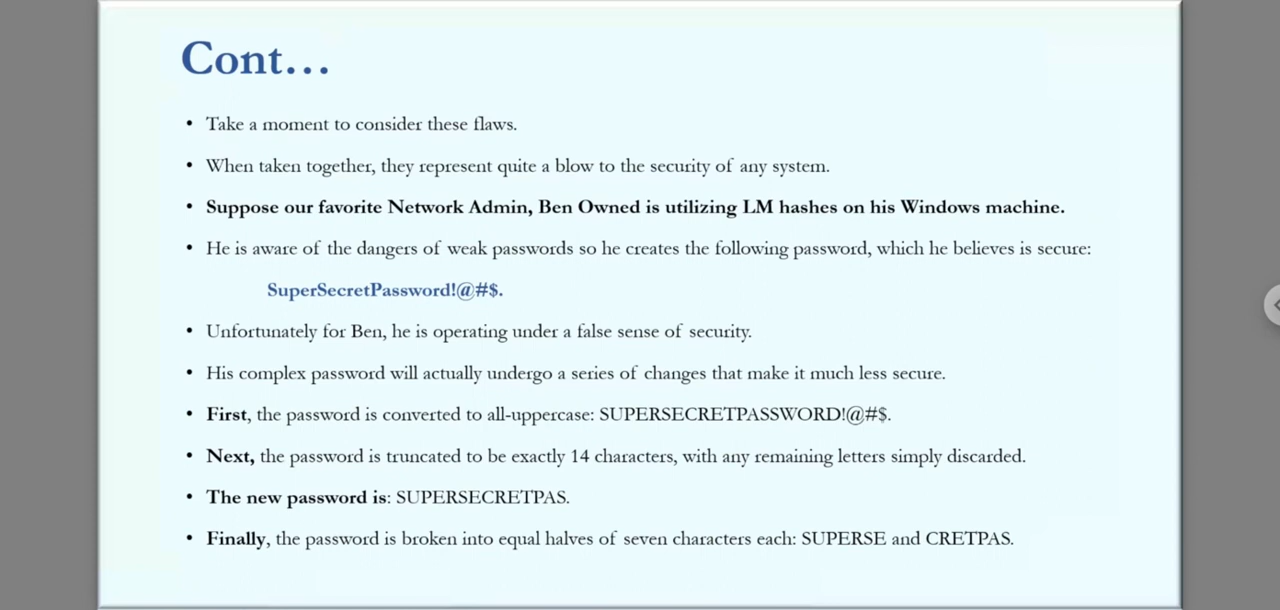 Cont…
• Take a moment to consider these flaws.
• When taken together, they represent quite a blow to the security of any system.
• Suppose our favorite Network Admin, Ben Owned is utilizing LM hashes on his Windows machine.
• He is aware of the dangers of weak passwords so he creates the following password, which he believes is secure:
SuperSecretPassword!@#$.
• Unfortunately for Ben, he is operating under a false sense of security.
• His complex password will actually undergo a series of changes that make it much less secure.
• First, the password is converted to all-uppercase: SUPERSECRETPASSWORD!@#$.
• Next, the password is truncated to be exactly 14 characters, with any remaining letters simply discarded.
• The new password is: SUPERSECRETPAS.
• Finally, the password is broken into equal halves of seven characters each: SUPERSE and CRETPAS.